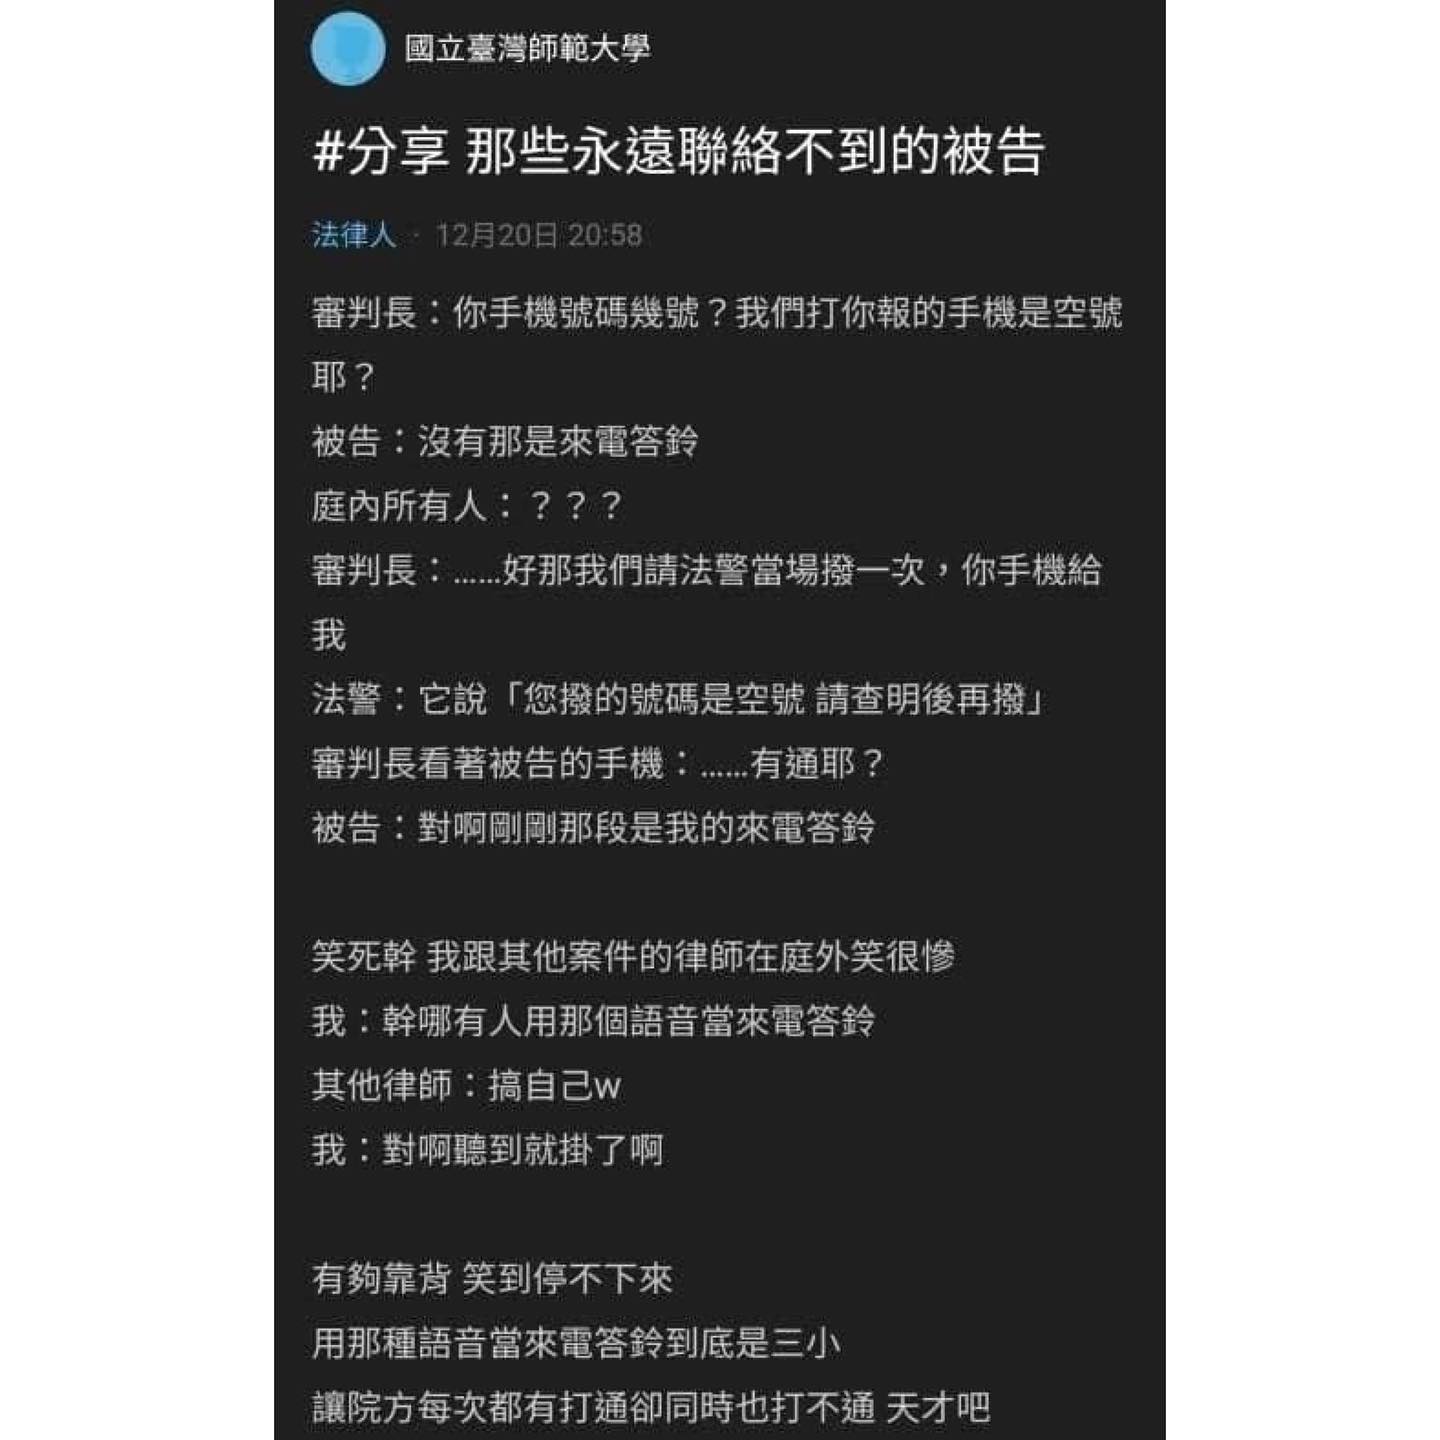 國立臺灣師範大學
#分享 那些永遠聯絡不到的被告
法律人 · 12月20日 20:58
審判長：你手機號碼幾號？我們打你報的手機是空號
耶？
被告：沒有那是來電答鈴
庭內所有人：？？？
審判長：......好那我們請法警當場撥一次，你手機給
我
法警：它說「您撥的號碼是空號 請查明後再撥」
審判長看著被告的手機：......有通耶？
被告：對啊剛剛那段是我的來電答鈴
笑死幹 我跟其他案件的律師在庭外笑很慘
我：幹哪有人用那個語音當來電答鈴
其他律師：搞自己w
我：對啊聽到就掛了啊
有夠靠背 笑到停不下來
用那種語音當來電答鈴到底是三小
讓院方每次都有打通卻同時也打不通 天才吧